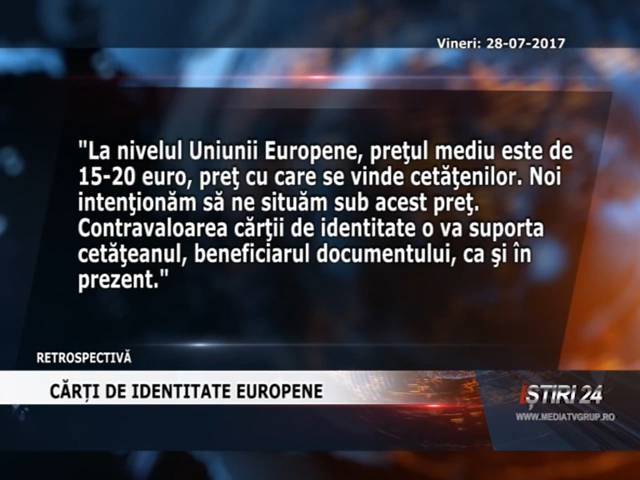 Vineri: 28-07-2017
"La nivelul Uniunii Europene, preţul mediu este de
15-20 euro, preţ cu care se vinde cetăţenilor. Noi
intenţionăm să ne situăm sub acest preţ.
Contravaloarea cărţii de identitate o va suporta
cetăţeanul, beneficiarul documentului, ca şi în
prezent."
RETROSPECTIVĂ
CĂRŢI DE IDENTITATE EUROPENE
ŞTIRI 24
WWW.MEDIATVGRUP.RO